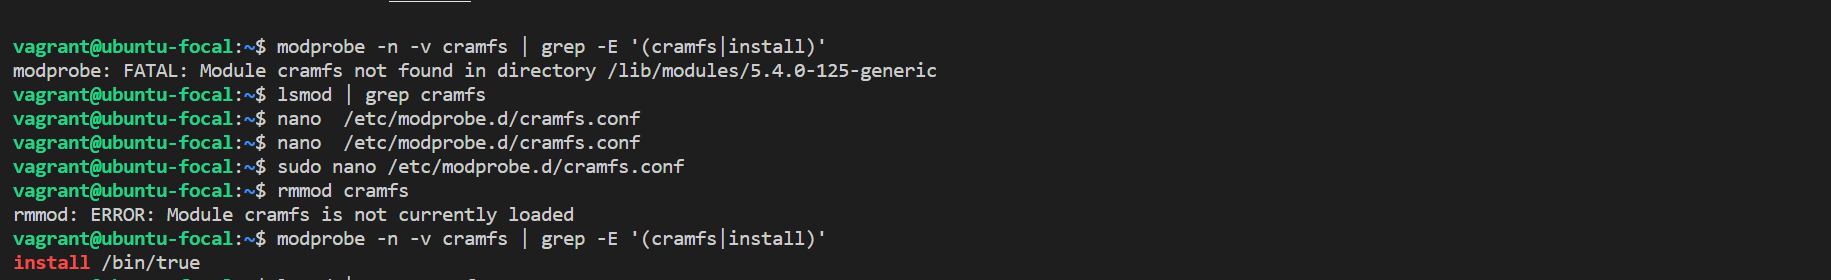 vagrant@ubuntu-focal:~$ modprobe -n -v cramfs | grep -E '(cramfs|install)'
modprobe: FATAL: Module cramfs not found in directory /lib/modules/5.4.0-125-generic
vagrant@ubuntu-focal:~$ lsmod | grep cramfs
vagrant@ubuntu-focal:~$ nano  /etc/modprobe.d/cramfs.conf
vagrant@ubuntu-focal:~$ nano  /etc/modprobe.d/cramfs.conf
vagrant@ubuntu-focal:~$ sudo nano /etc/modprobe.d/cramfs.conf
vagrant@ubuntu-focal:~$ rmmod cramfs
rmmod: ERROR: Module cramfs is not currently loaded
vagrant@ubuntu-focal:~$ modprobe -n -v cramfs | grep -E '(cramfs|install)'
install /bin/true